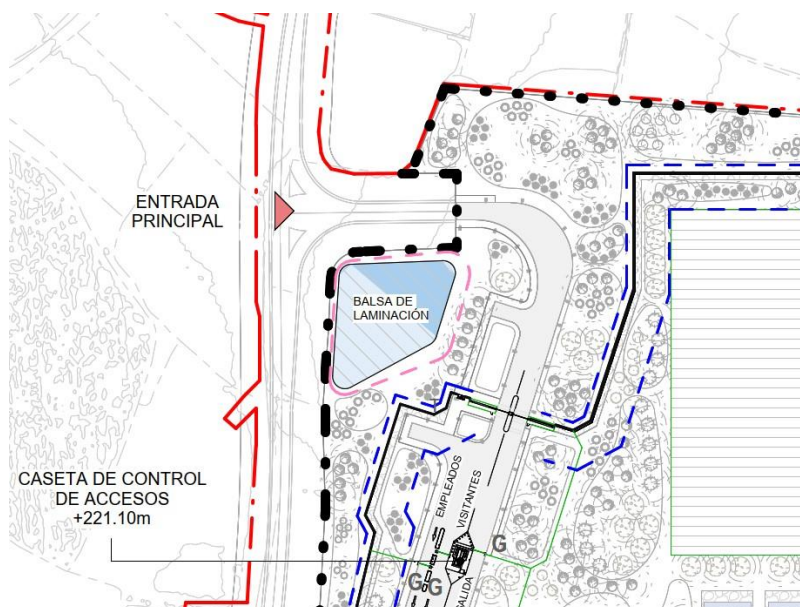 ENTRADA
PRINCIPAL
BALSA DE
LAMINACIÓN
CASETA DE CONTROL
DE ACCESOS
+221.10m
EMPLEADOS
VISITANTES
G
G
G
SALIDA